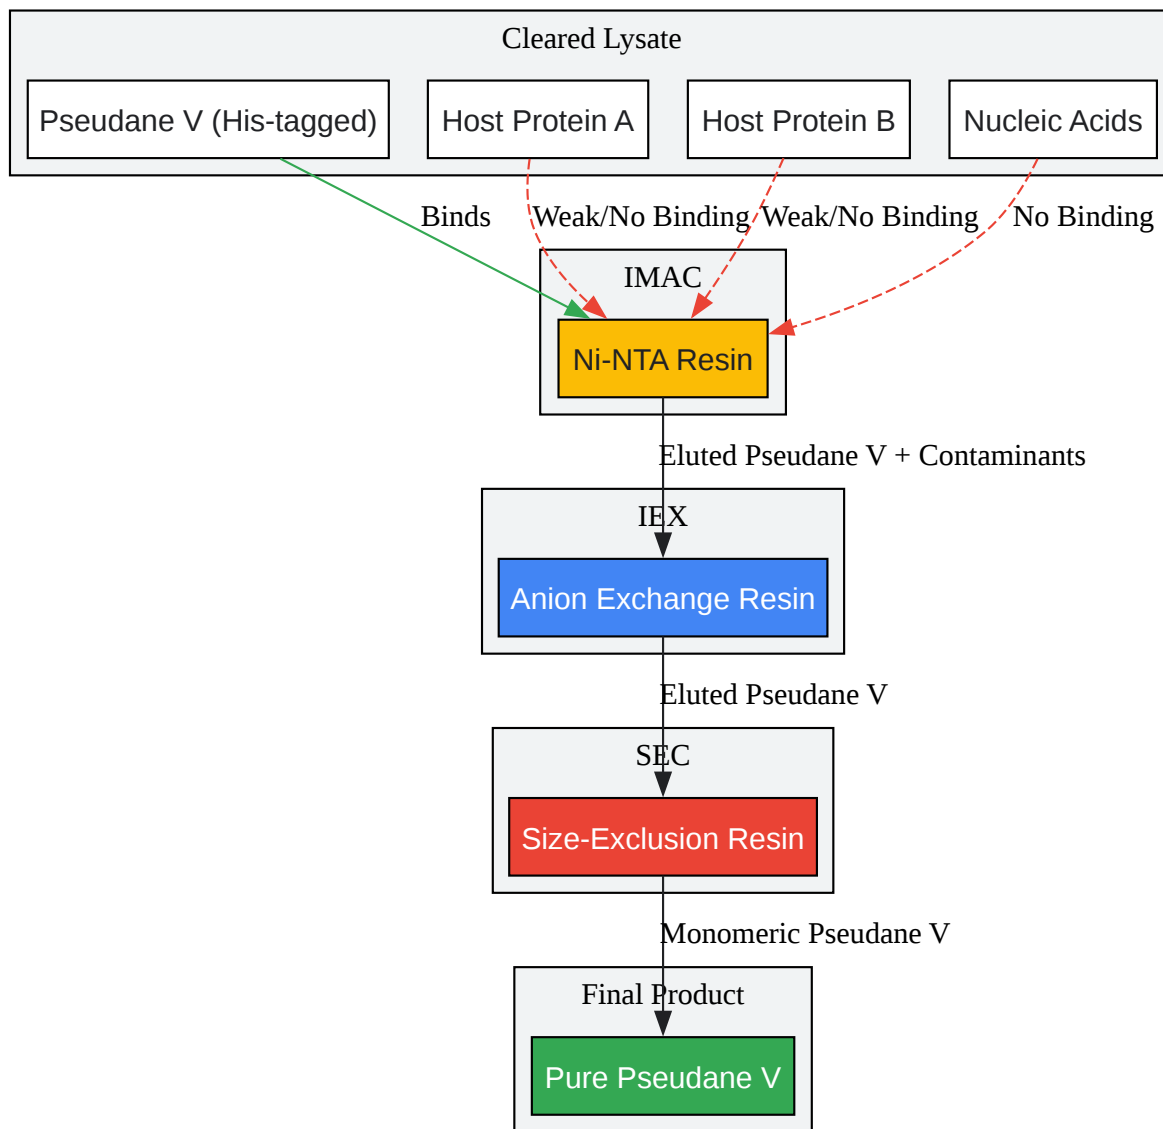 Cleared Lysate
Pseudane V (His-tagged)
Host Protein A
Host Protein B
Nucleic Acids
Binds
Weak/No Binding
Weak/No Binding
No Binding
IMAC
Ni-NTA Resin
Eluted Pseudane V + Contaminants
IEX
Anion Exchange Resin
Eluted Pseudane V
SEC
Size-Exclusion Resin
Monomeric Pseudane V
Final Product
Pure Pseudane V